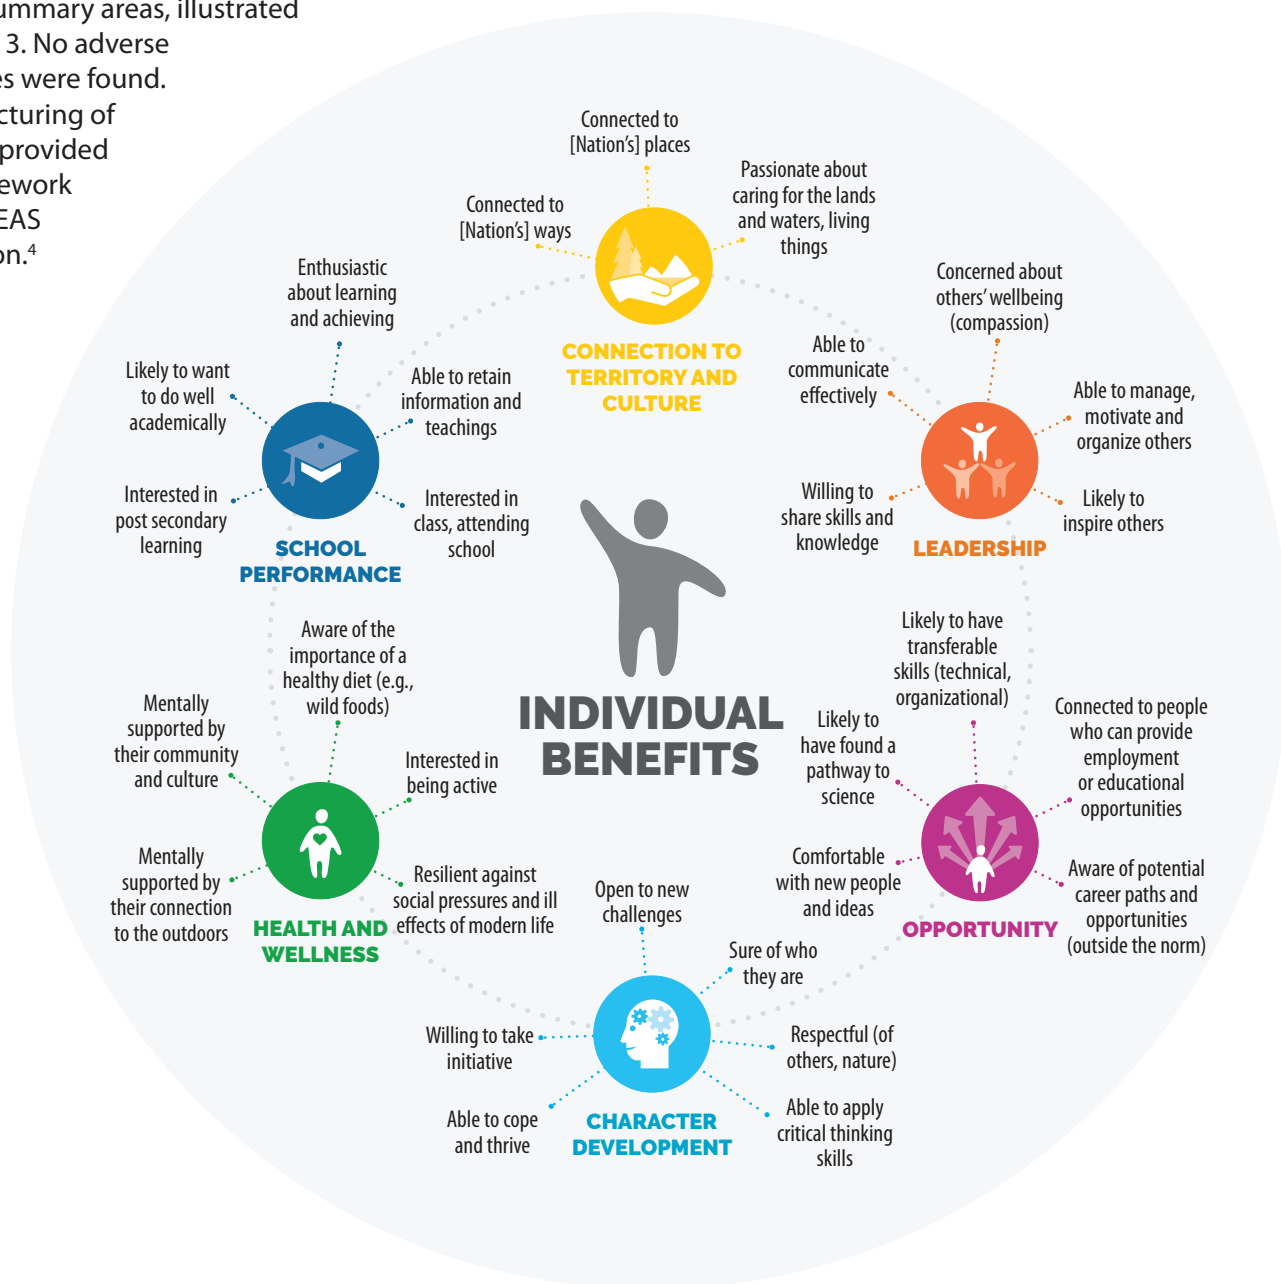 ummary areas, illustrated
3. No adverse
es were found.
cturing of
provided
ework
EAS
on.4
Connected to
[Nation's] places
Passionate about
caring for the lands
and waters, living
things
Connected to
[Nation's] ways
CONNECTION TO
TERRITORY AND
CULTURE
Enthusiastic
about learning
and achieving
Likely to want
to do well
academically
Able to retain
information and
teachings
Interested in
post secondary
learning
Interested in
class, attending
school
SCHOOL
PERFORMANCE
Concerned about
others' wellbeing
(compassion)
Able to
communicate
effectively
Able to manage,
motivate and
organize others
Willing to
share skills and
knowledge
Likely to
inspire others
LEADERSHIP
INDIVIDUAL
BENEFITS
Aware of the
importance of a
healthy diet (e.g.,
wild foods)
Mentally
supported by
their community
and culture
Interested in
being active
Mentally
supported by
their connection
to the outdoors
Resilient against
social pressures and ill
effects of modern life
HEALTH AND
WELLNESS
Likely to have
transferable
skills (technical,
organizational)
Likely to
have found a
pathway to
science
Connected to people
who can provide
employment
or educational
opportunities
Comfortable
with new people
and ideas
Aware of potential
career paths and
opportunities
(outside the norm)
OPPORTUNITY
Open to new
challenges
Sure of who
they are
Willing to take
initiative
Respectful (of
others, nature)
Able to cope
and thrive
Able to apply
critical thinking
skills
CHARACTER
DEVELOPMENT